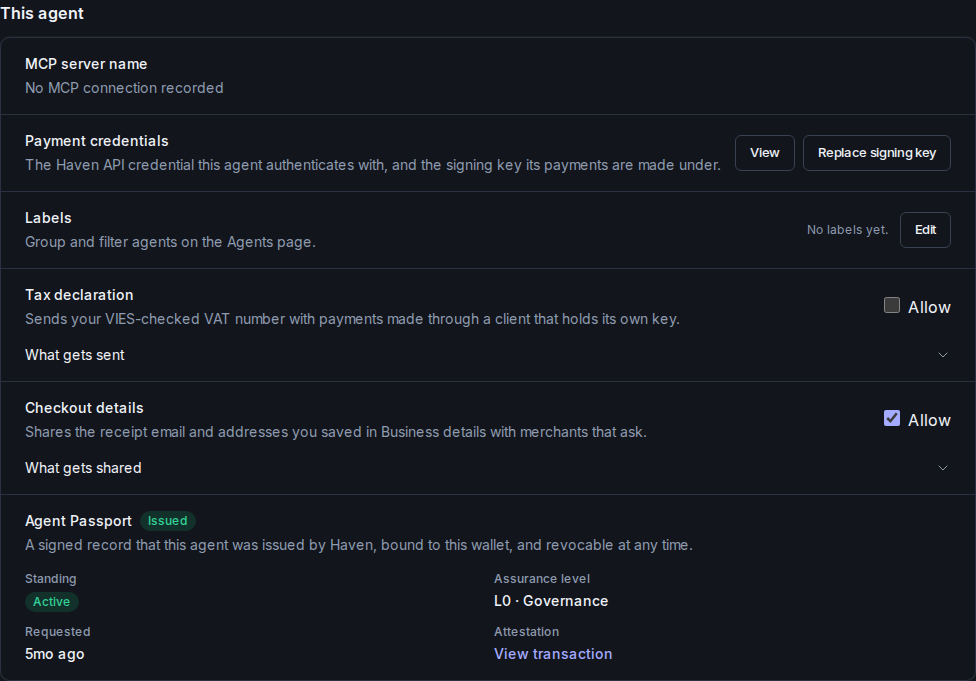 This agent
MCP server name
No MCP connection recorded
Payment credentials
The Haven API credential this agent authenticates with, and the signing key its payments are made under.
View
Replace signing key
Labels
Group and filter agents on the Agents page.
No labels yet.
Edit
Tax declaration
Sends your VIES-checked VAT number with payments made through a client that holds its own key.
Allow
What gets sent
Checkout details
Shares the receipt email and addresses you saved in Business details with merchants that ask.
Allow
What gets shared
Agent Passport Issued
A signed record that this agent was issued by Haven, bound to this wallet, and revocable at any time.
Standing
Active
Assurance level
L0 · Governance
Requested
5mo ago
Attestation
View transaction